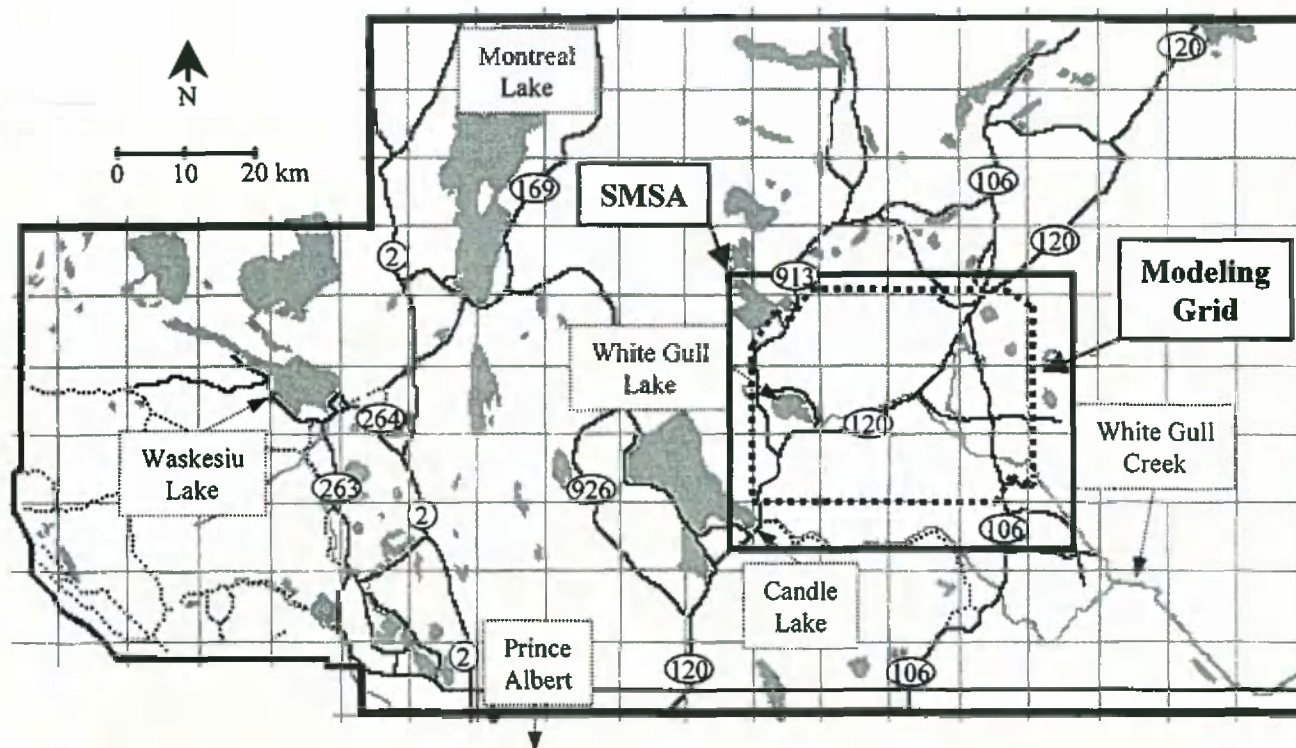 Montreal
Lake
120
N
0 10 20 km
169
SMSA
106
2
120
913
Modeling
Grid
White Gull
Lake
264
120
White Gull
Creek
Waskesiu
Lake
263
926
2
106
Candle
Lake
Prince
Albert
2
120
106